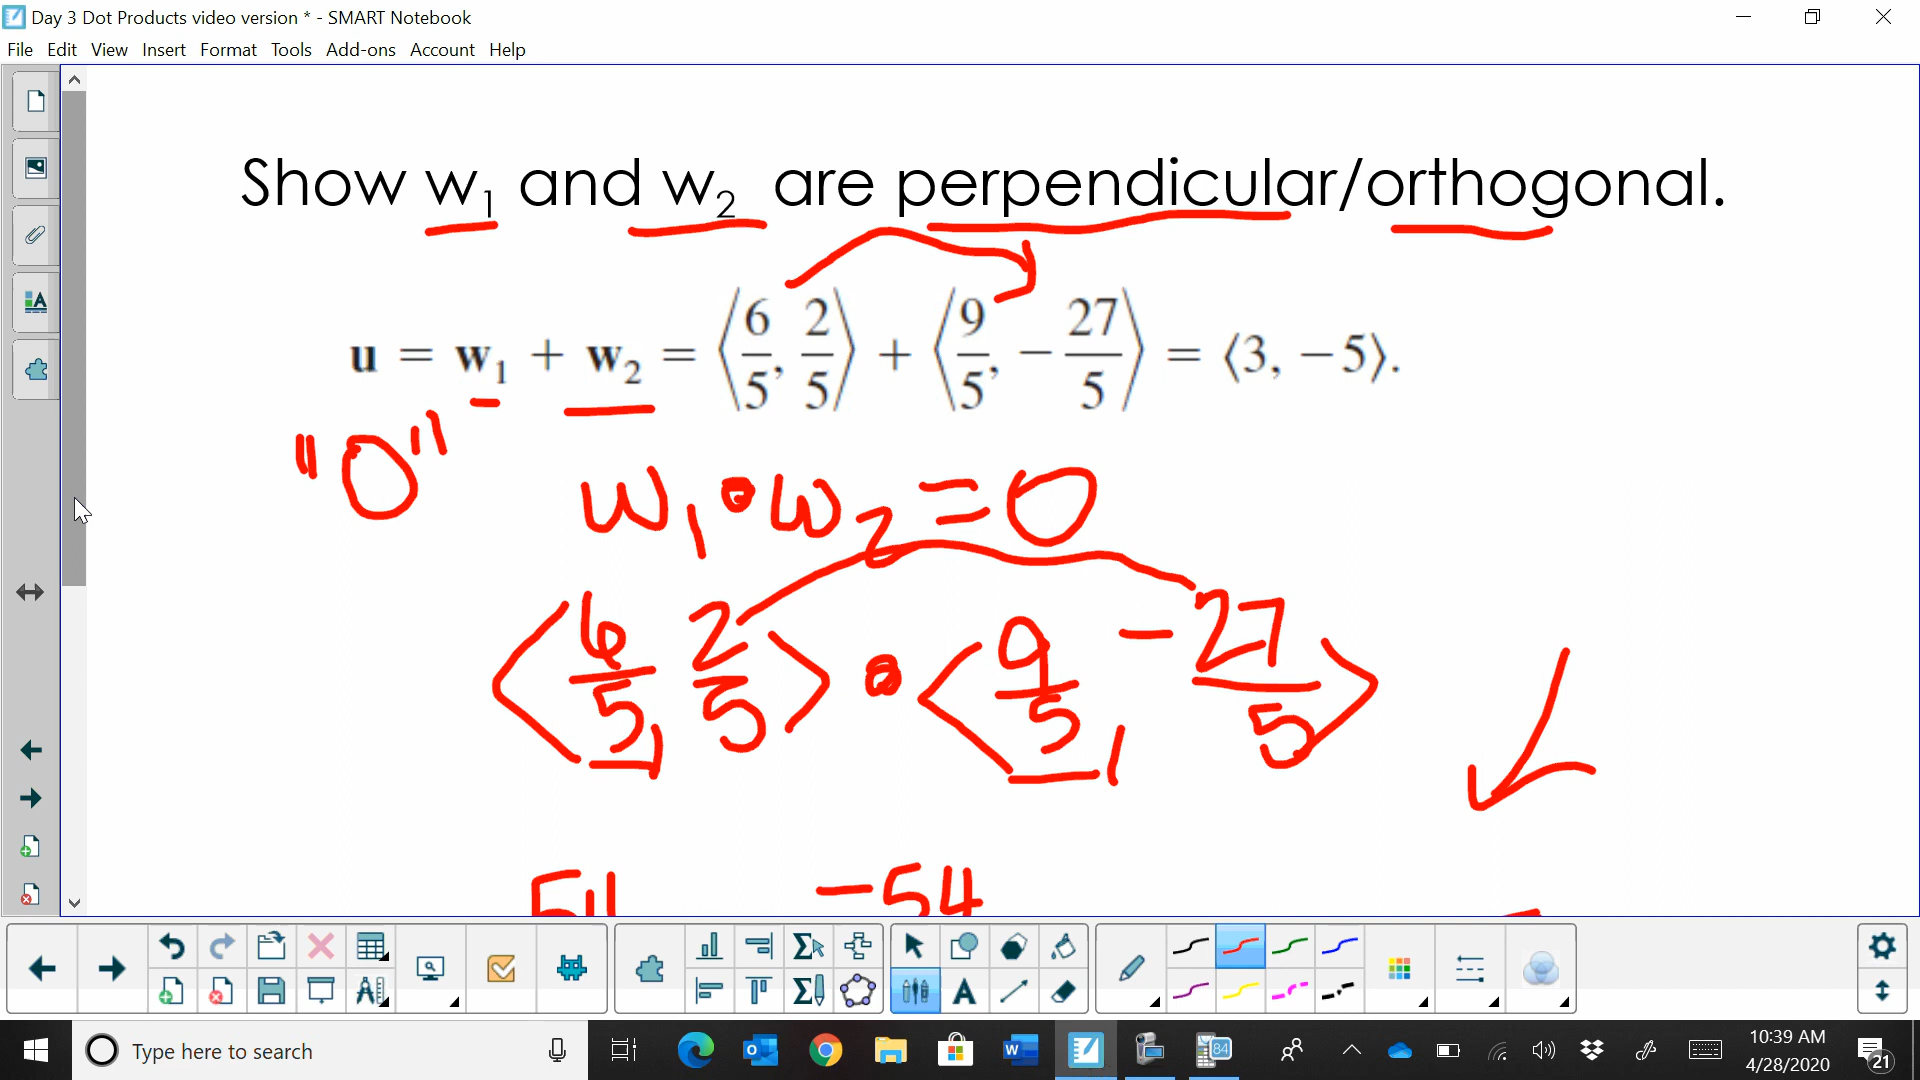 Day 3 Dot Products video version * - SMART Notebook
File Edit View Insert Format Tools Add-ons Account Help
Show w₁ and w₂ are perpendicular/orthogonal.
u = w₁ + w₂ = ⟨6/5, 2/5⟩ + ⟨9/5, −27/5⟩ = ⟨3, −5⟩.
"0"
w₁ • w₂ = 0
<6/5, 2/5> • <9/5, −27/5>
54 −54
Type here to search
84
10:39 AM
4/28/2020
21